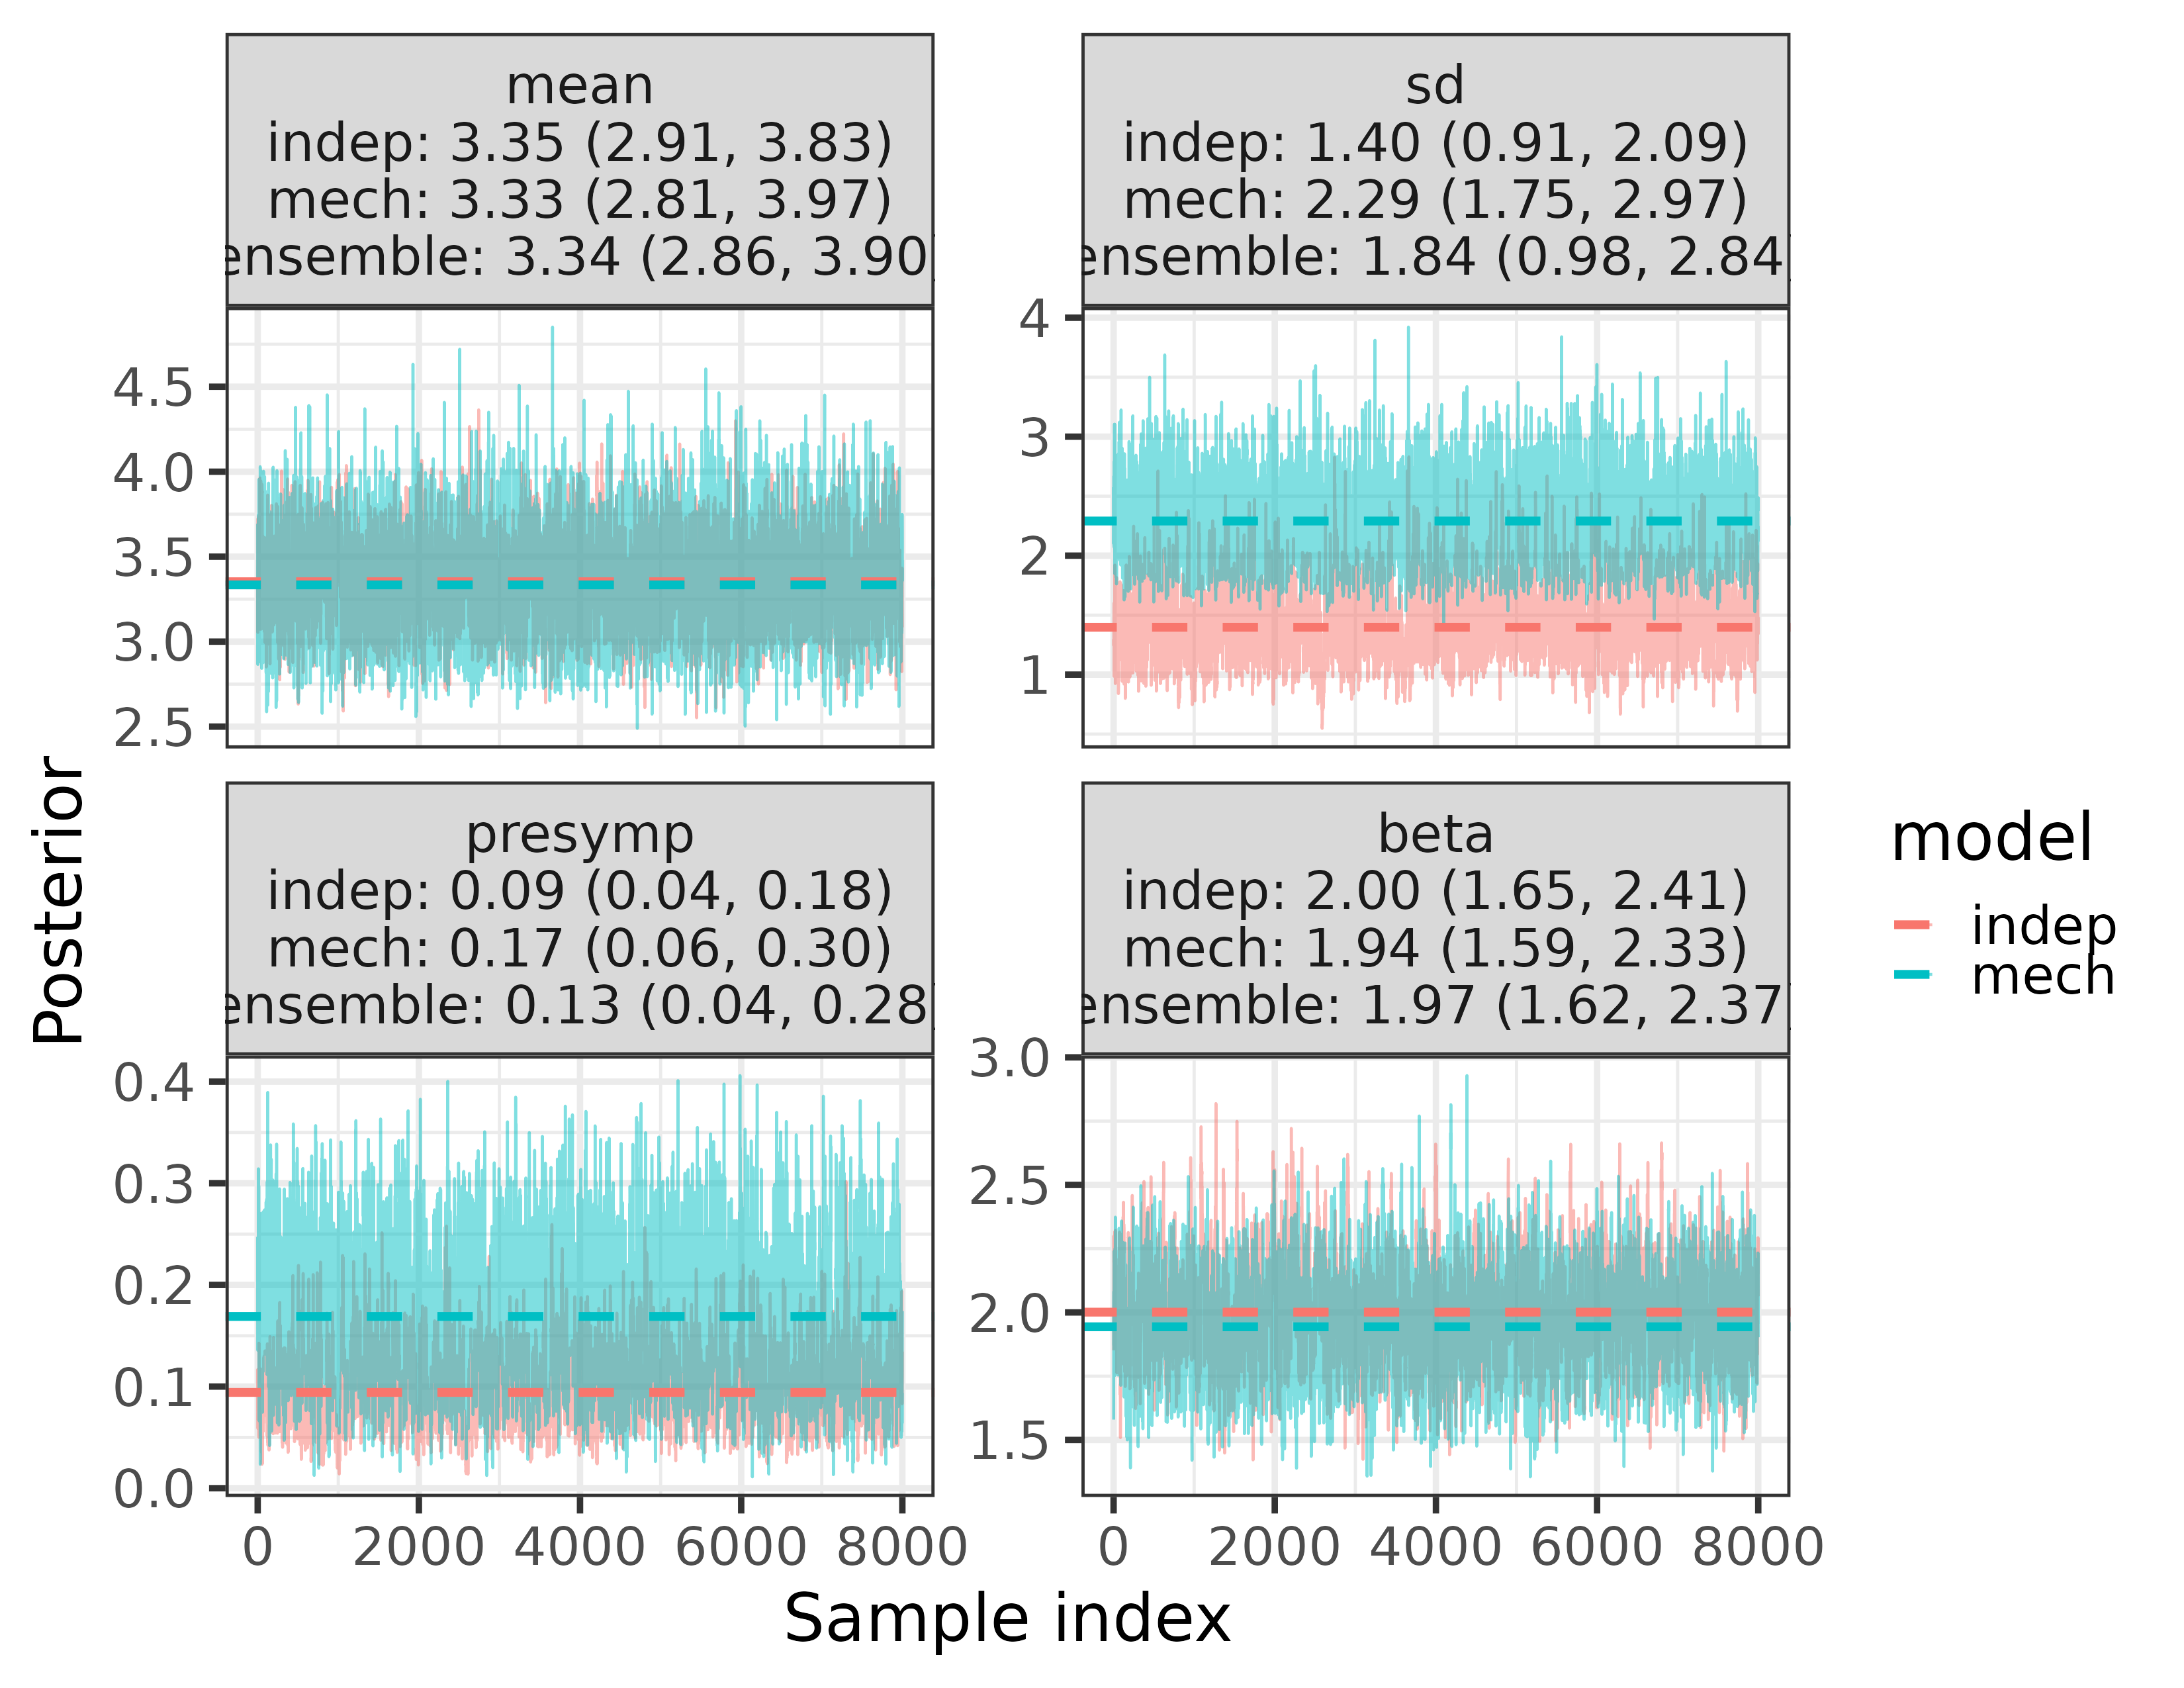 mean
indep: 3.35 (2.91, 3.83)
mech: 3.33 (2.81, 3.97)
ensemble: 3.34 (2.86, 3.90
sd
indep: 1.40 (0.91, 2.09)
mech: 2.29 (1.75, 2.97)
ensemble: 1.84 (0.98, 2.84
4.5
4.0
3.5
3.0
2.5
4
3
2
1
Posterior
presymp
indep: 0.09 (0.04, 0.18)
mech: 0.17 (0.06, 0.30)
ensemble: 0.13 (0.04, 0.28
beta
indep: 2.00 (1.65, 2.41)
mech: 1.94 (1.59, 2.33)
ensemble: 1.97 (1.62, 2.37
model
indep
mech
0.4
0.3
0.2
0.1
0.0
3.0
2.5
2.0
1.5
0 2000 4000 6000 8000
0 2000 4000 6000 8000
Sample index